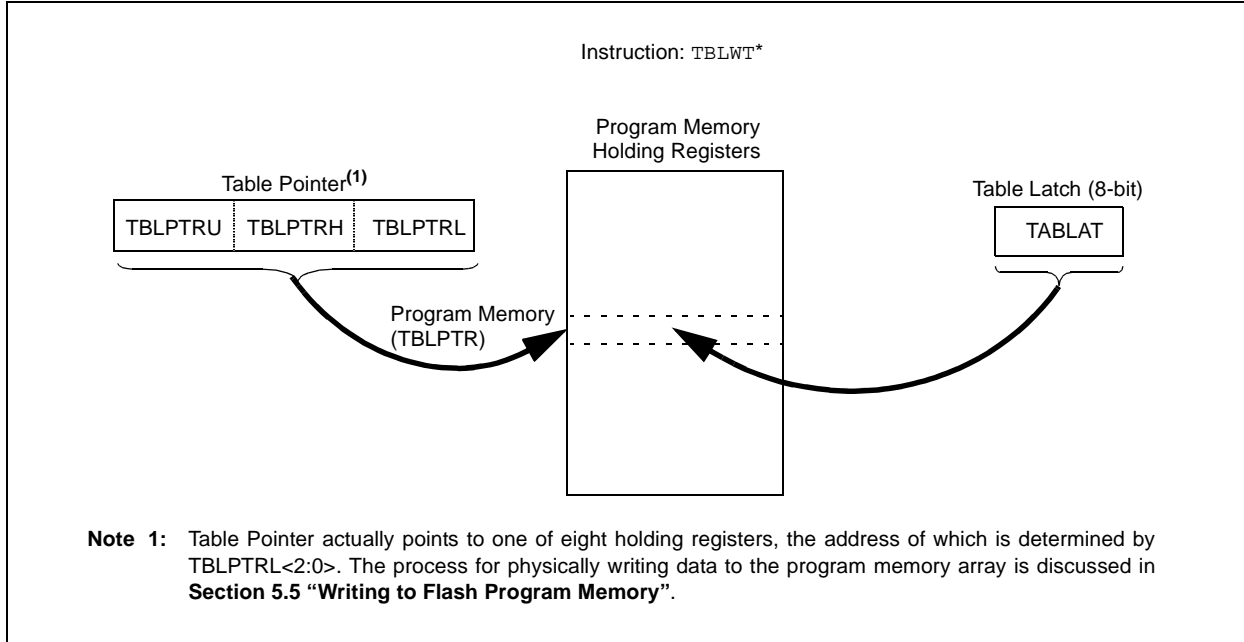 Instruction: TBLWT*
Program Memory
Holding Registers
Table Pointer(1)
Table Latch (8-bit)
TBLPTRU TBLPTRH TBLPTRL
TABLAT
Program Memory
(TBLPTR)
Note 1: Table Pointer actually points to one of eight holding registers, the address of which is determined by
TBLPTRL<2:0>. The process for physically writing data to the program memory array is discussed in
Section 5.5 “Writing to Flash Program Memory”.